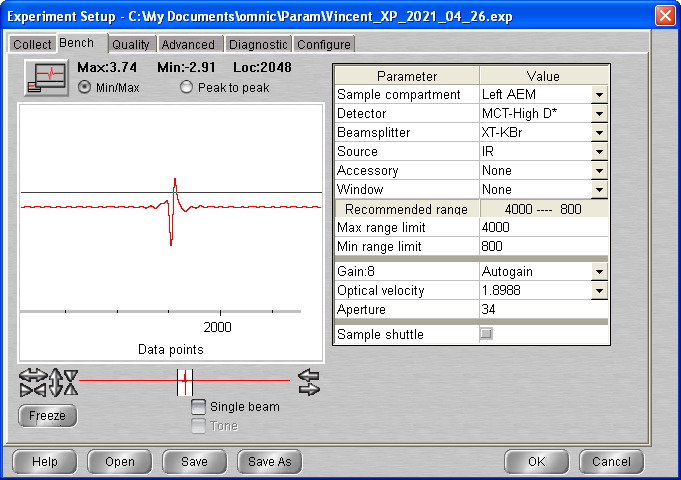 Experiment Setup - C:\My Documents\omnic\Param\Vincent_XP_2021_04_26.exp
Collect Bench Quality Advanced Diagnostic Configure
Max:3.74 Min:-2.91 Loc:2048
Min/Max Peak to peak
2000
Data points
Single beam
Tone
Freeze
Parameter Value
Sample compartment Left AEM
Detector MCT-High D*
Beamsplitter XT-KBr
Source IR
Accessory None
Window None
Recommended range 4000 ---- 800
Max range limit 4000
Min range limit 800
Gain:8 Autogain
Optical velocity 1.8988
Aperture 34
Sample shuttle
Help Open Save Save As OK Cancel